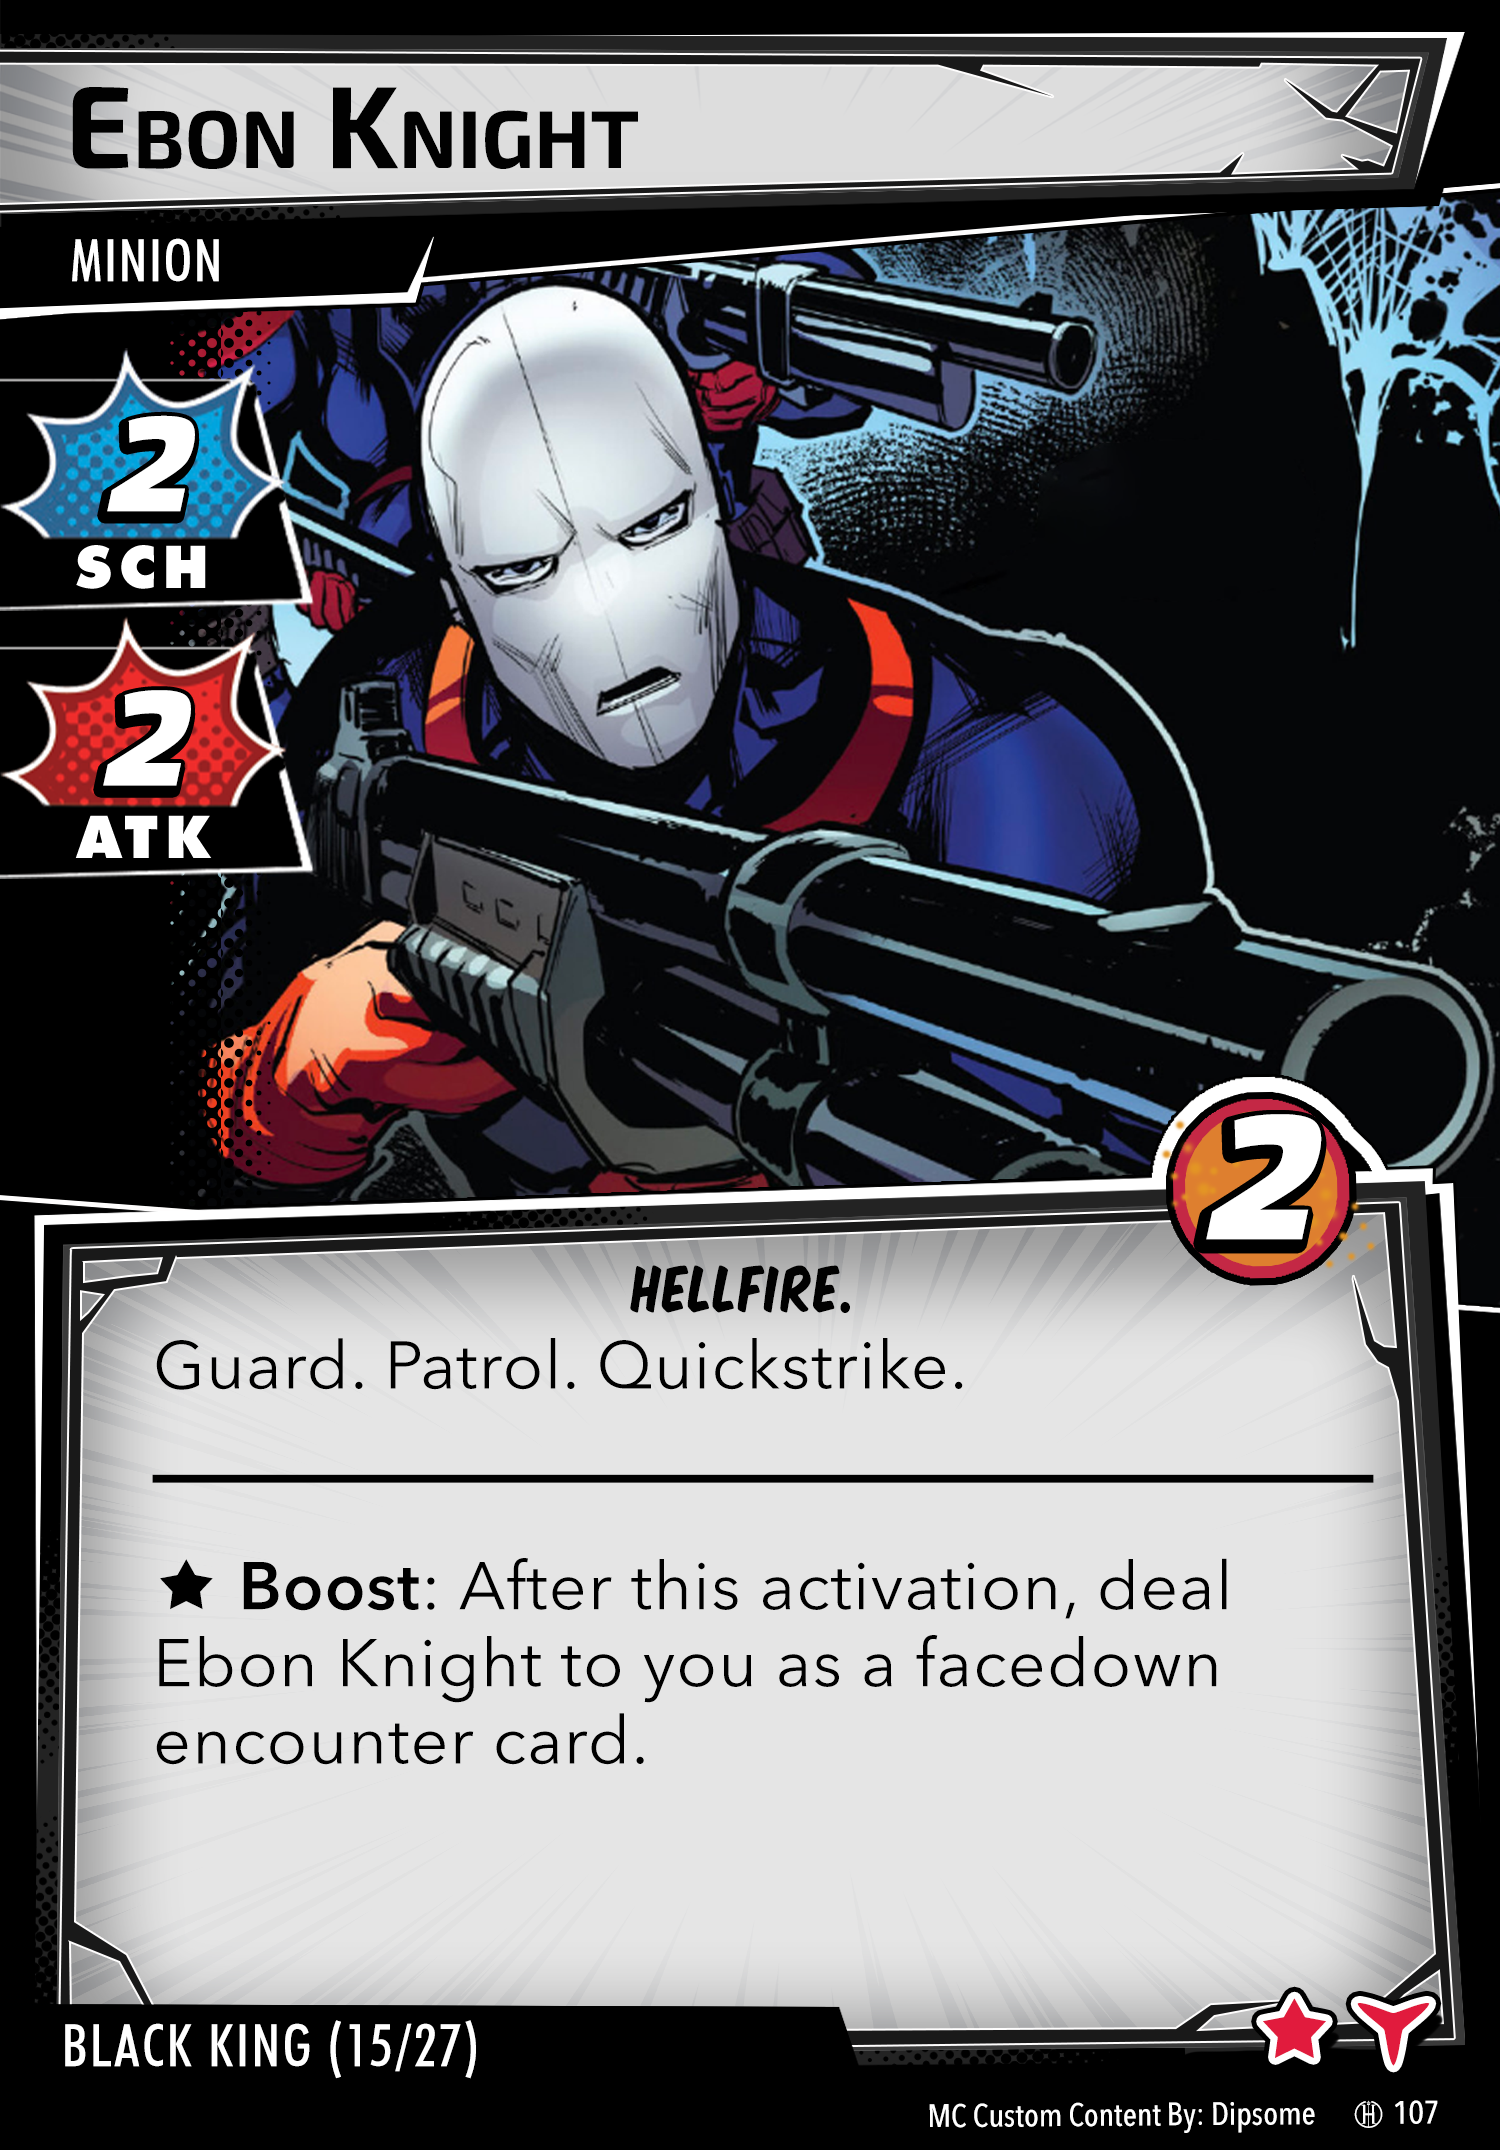 Ebon Knight
MINION
2
SCH
2
ATK
2
HELLFIRE.
Guard. Patrol. Quickstrike.
★ Boost: After this activation, deal
Ebon Knight to you as a facedown
encounter card.
BLACK KING (15/27)
MC Custom Content By: Dipsome 107